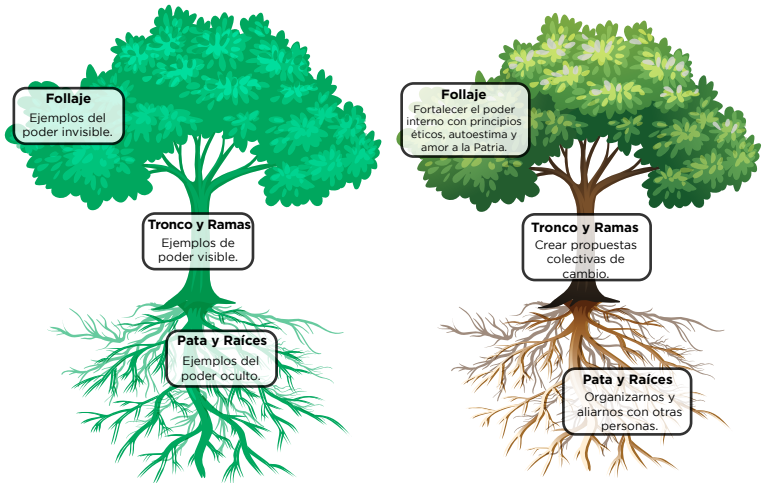 Follaje
Ejemplos del
poder invisible.
Tronco y Ramas
Ejemplos de
poder visible.
Pata y Raíces
Ejemplos del
poder oculto.
Follaje
Fortalecer el poder
interno con principios
éticos, autoestima y
amor a la Patria.
Tronco y Ramas
Crear propuestas
colectivas de
cambio.
Pata y Raíces
Organizarnos y
aliarnos con otras
personas.